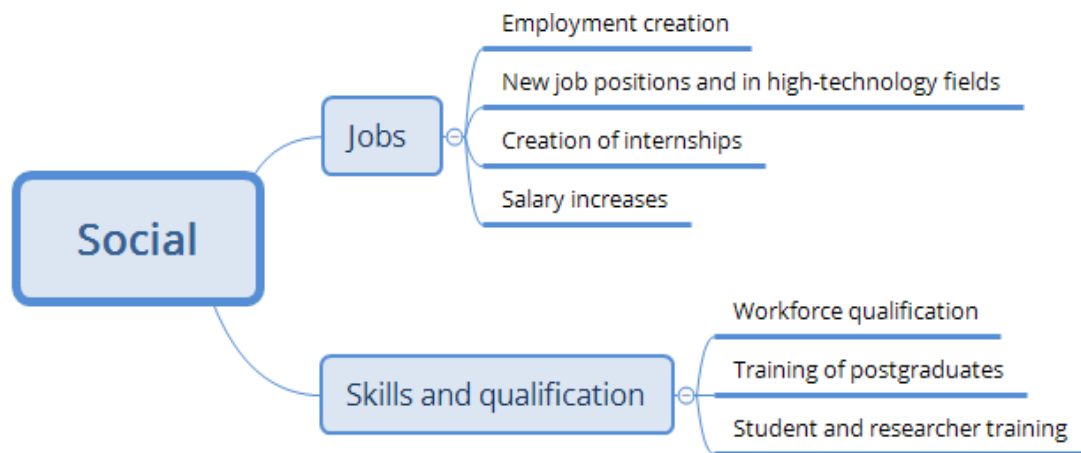 Social
Jobs
Employment creation
New job positions and in high-technology fields
Creation of internships
Salary increases
Skills and qualification
Workforce qualification
Training of postgraduates
Student and researcher training